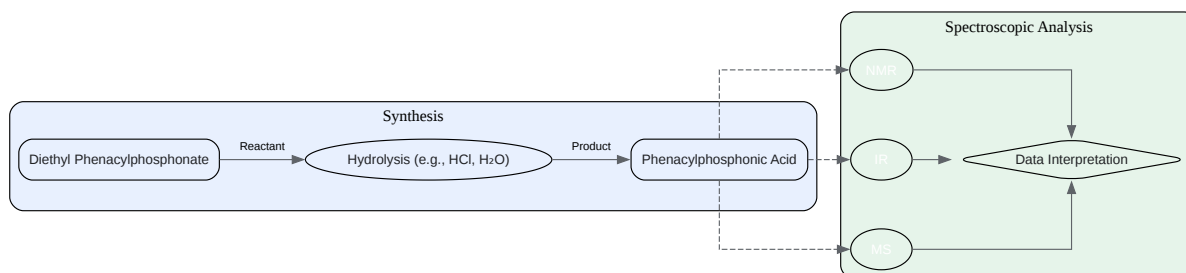 Spectroscopic Analysis
NMR
Synthesis
Diethyl Phenacylphosphonate
Reactant
Hydrolysis (e.g., HCl, H₂O)
Product
Phenacylphosphonic Acid
IR
Data Interpretation
MS